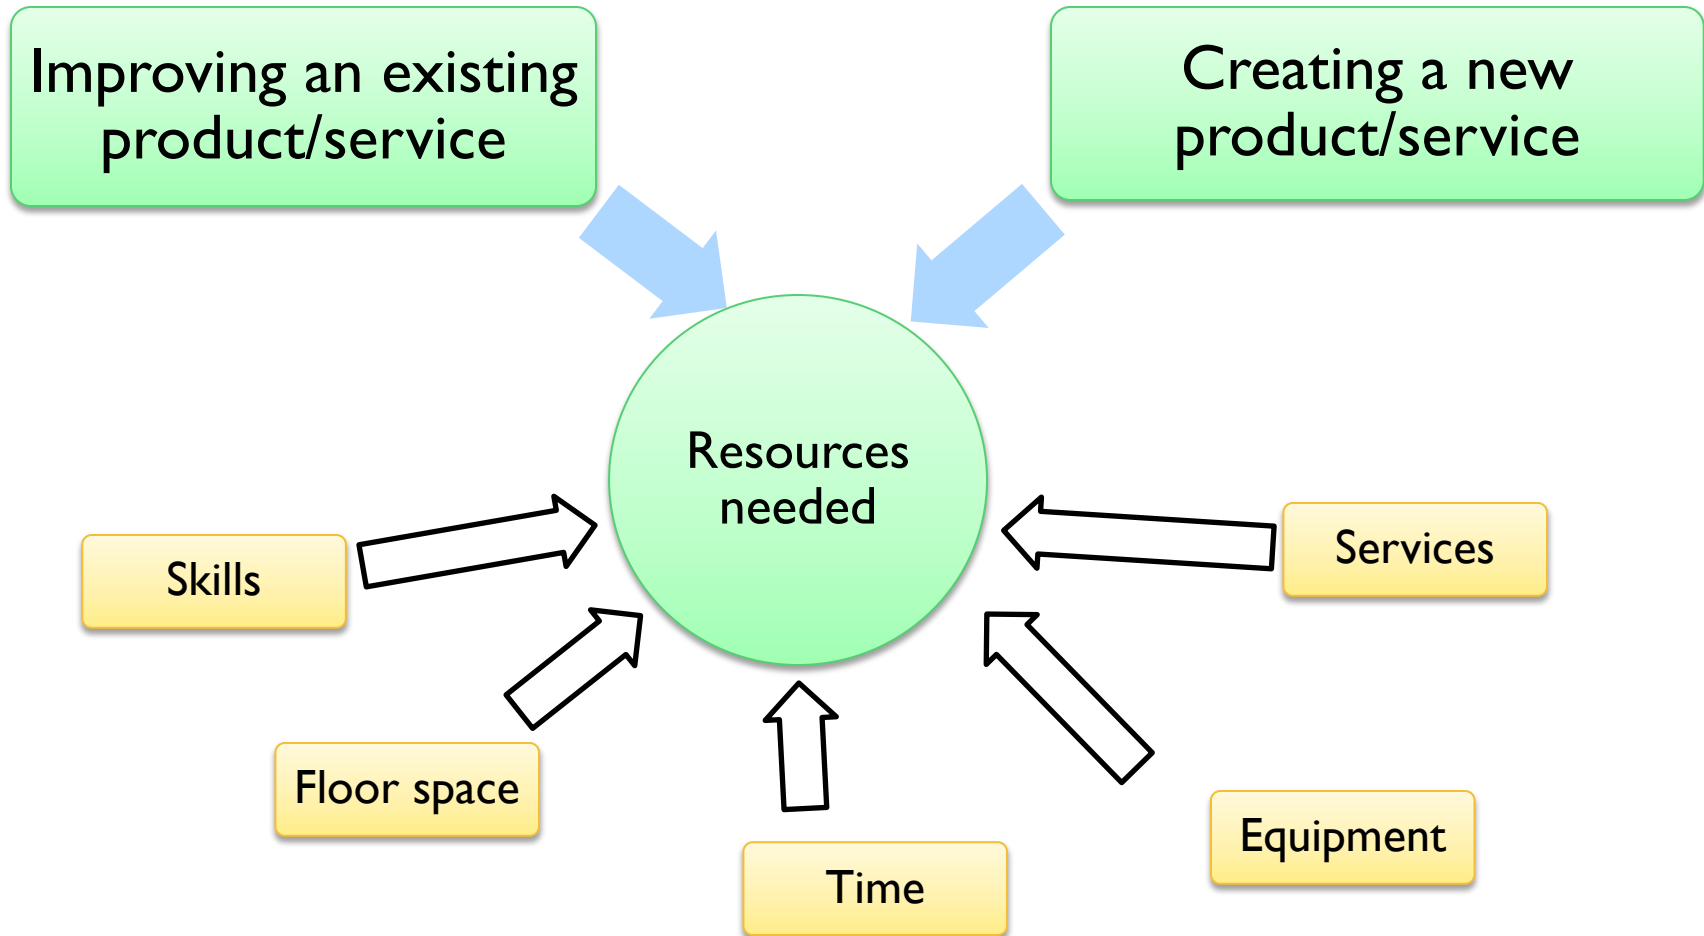 Improving an existing
product/service
Creating a new
product/service
Resources
needed
Skills
Services
Floor space
Equipment
Time